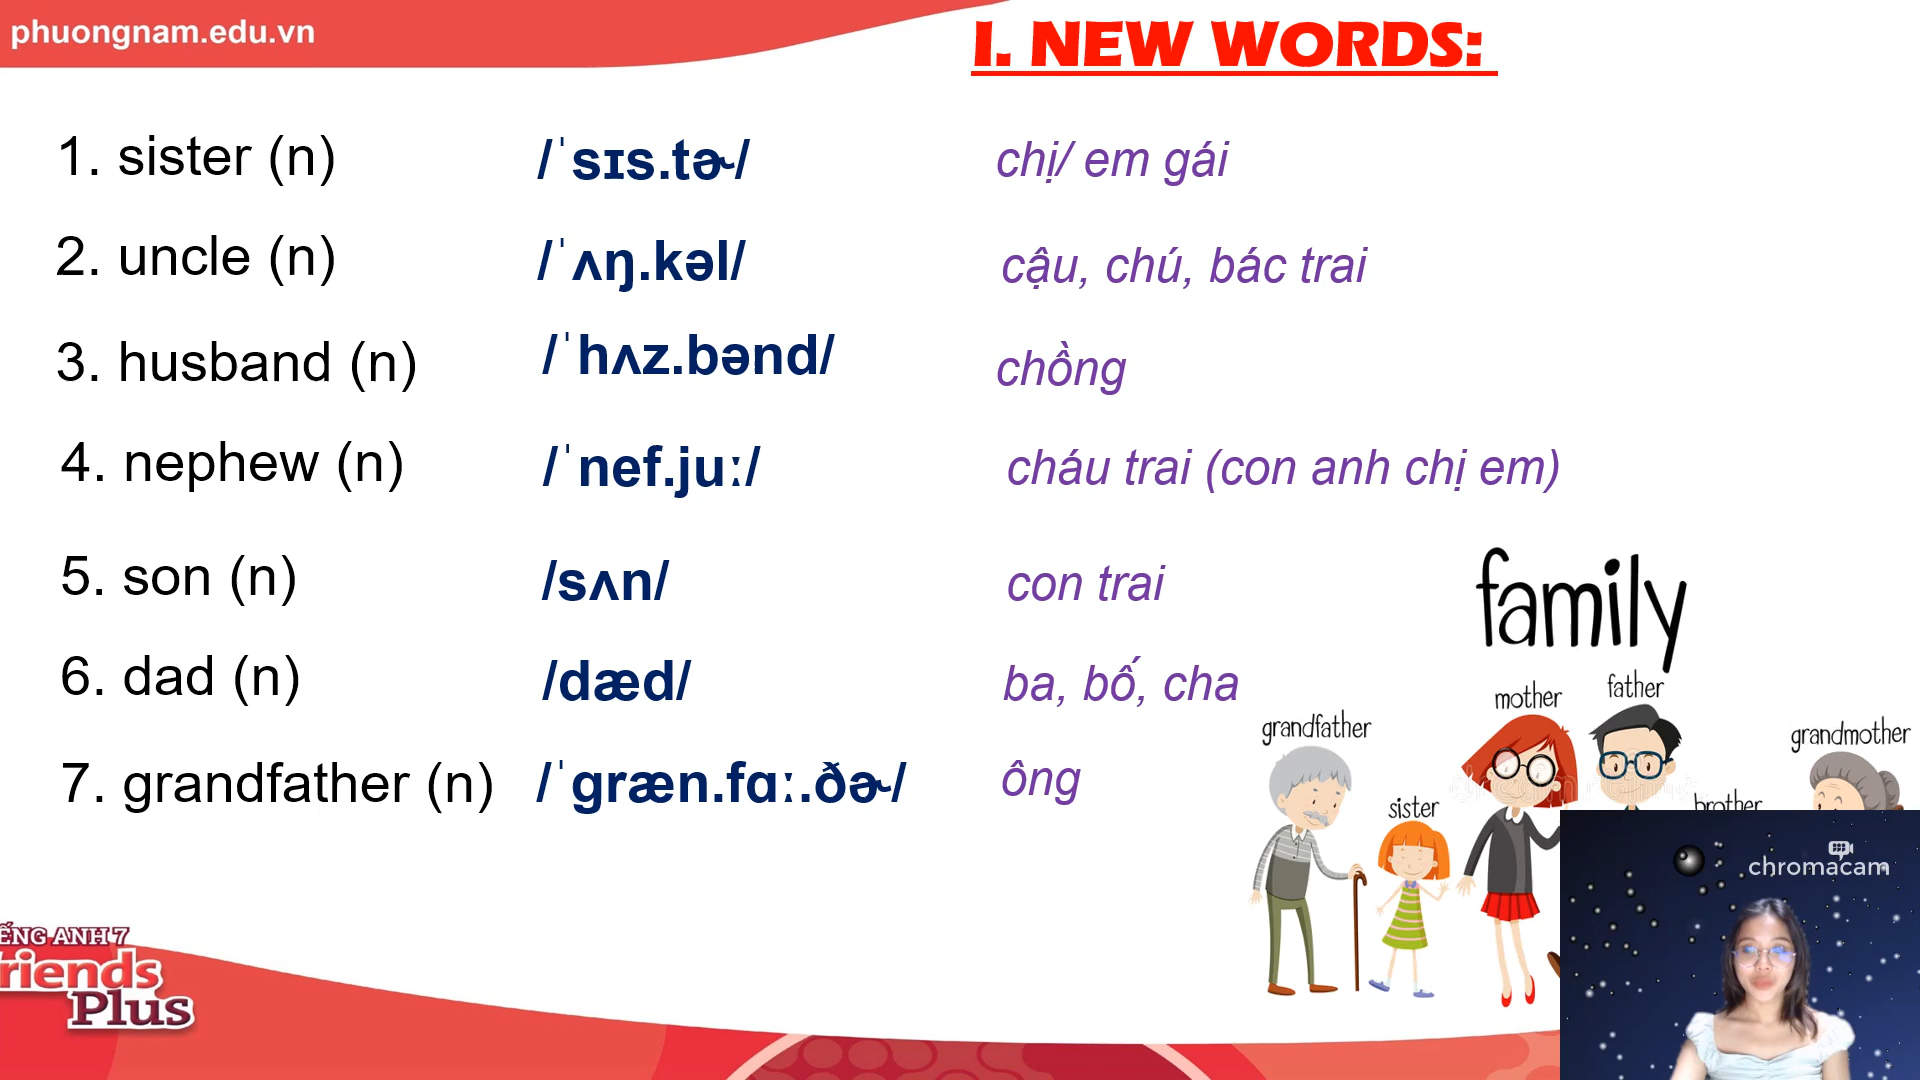 phuongnam.edu.vn
I. NEW WORDS:
1. sister (n) /ˈsɪs.tɚ/ chị/ em gái
2. uncle (n) /ˈʌŋ.kəl/ cậu, chú, bác trai
3. husband (n) /ˈhʌz.bənd/ chồng
4. nephew (n) /ˈnef.juː/ cháu trai (con anh chị em)
5. son (n) /sʌn/ con trai
6. dad (n) /dæd/ ba, bố, cha
7. grandfather (n) /ˈɡræn.fɑː.ðɚ/ ông
family
mother father
grandfather grandmother
sister brother
chromacam
ẾNG ANH 7
riends
Plus